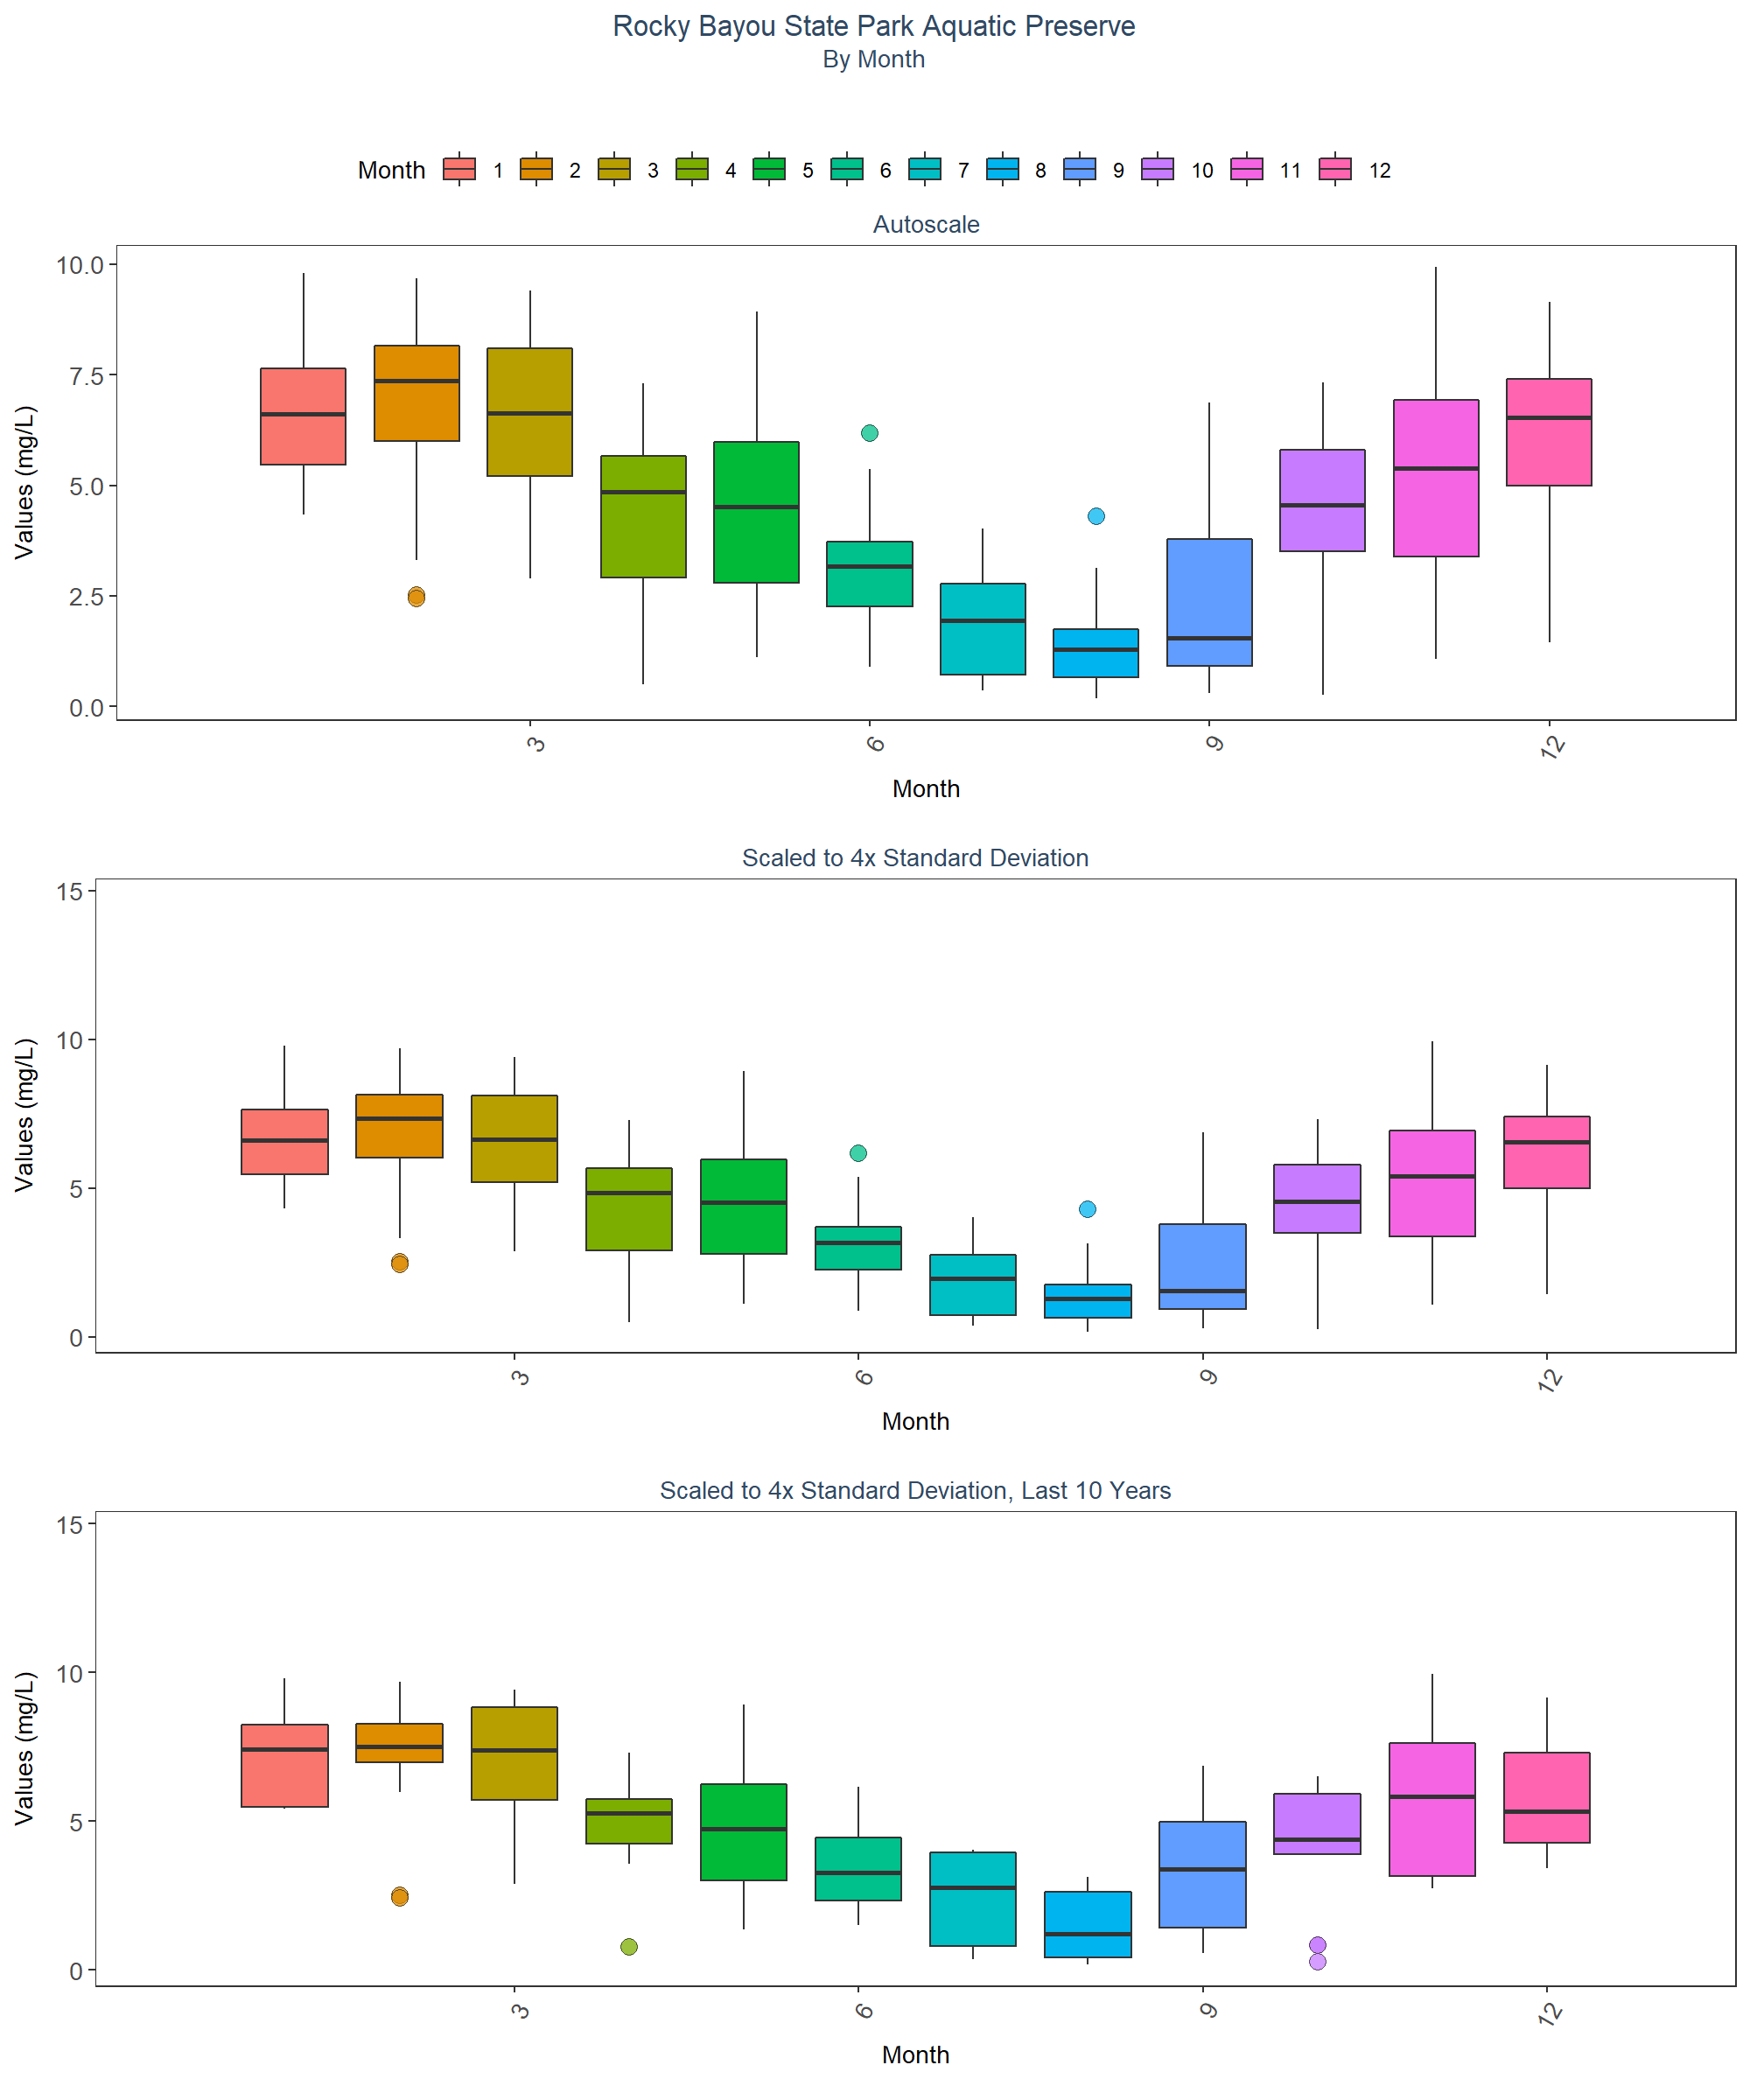 Rocky Bayou State Park Aquatic Preserve
By Month
Month 1 2 3 4 5 6 7 8 9 10 11 12
Autoscale
Values (mg/L)
10.0
7.5
5.0
2.5
0.0
3 6 9 12
Month
Scaled to 4x Standard Deviation
Values (mg/L)
15
10
5
0
3 6 9 12
Month
Scaled to 4x Standard Deviation, Last 10 Years
Values (mg/L)
15
10
5
0
3 6 9 12
Month